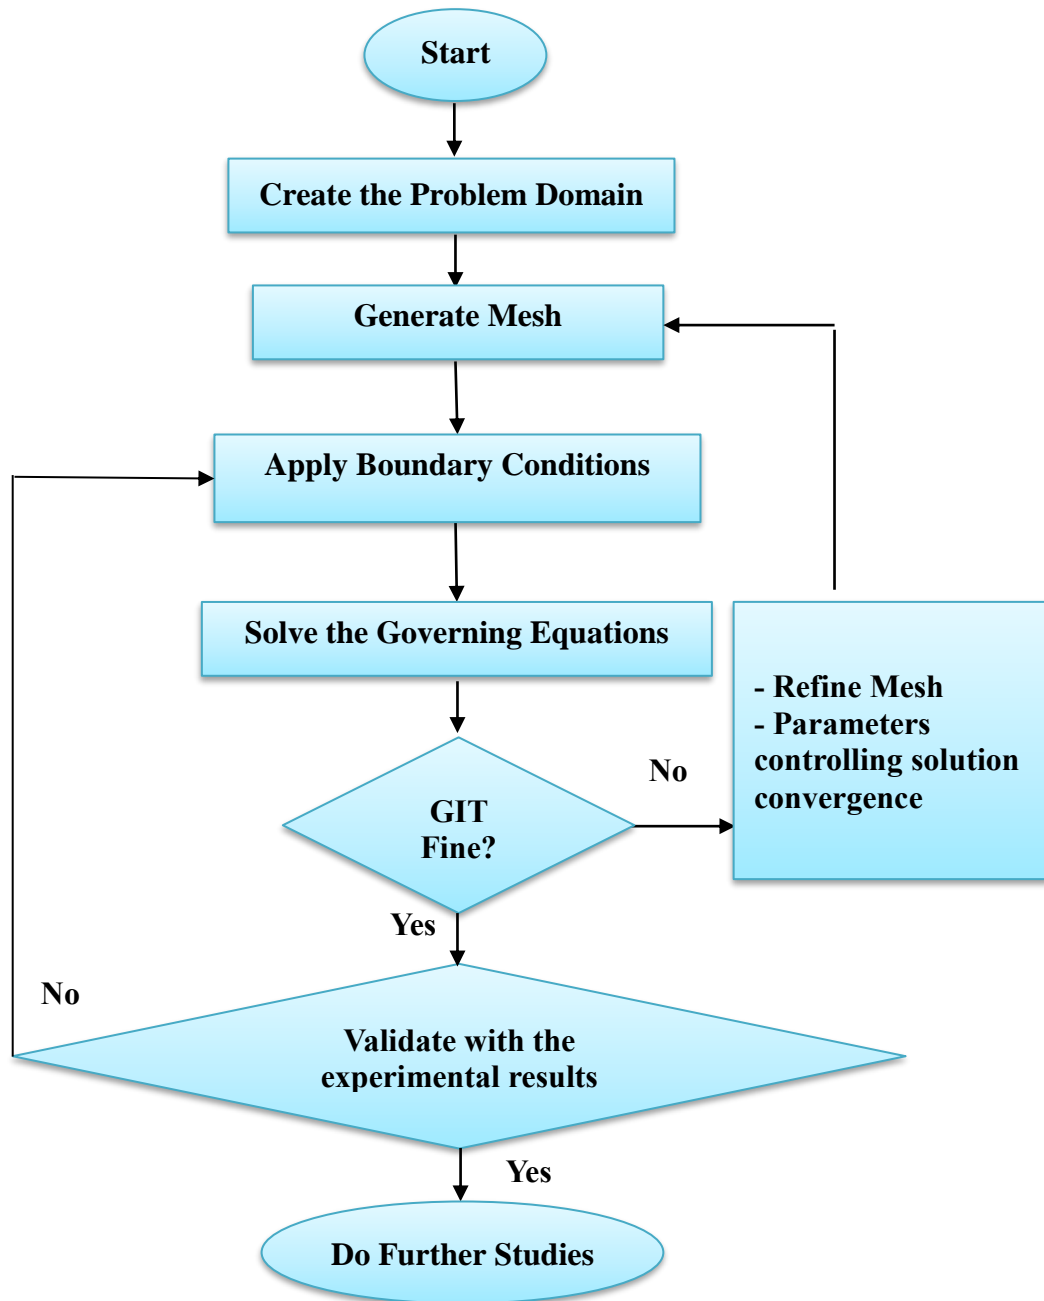 Start
Create the Problem Domain
Generate Mesh
Apply Boundary Conditions
Solve the Governing Equations
- Refine Mesh
- Parameters
controlling solution
convergence
No
GIT
Fine?
Yes
No
Validate with the
experimental results
Yes
Do Further Studies